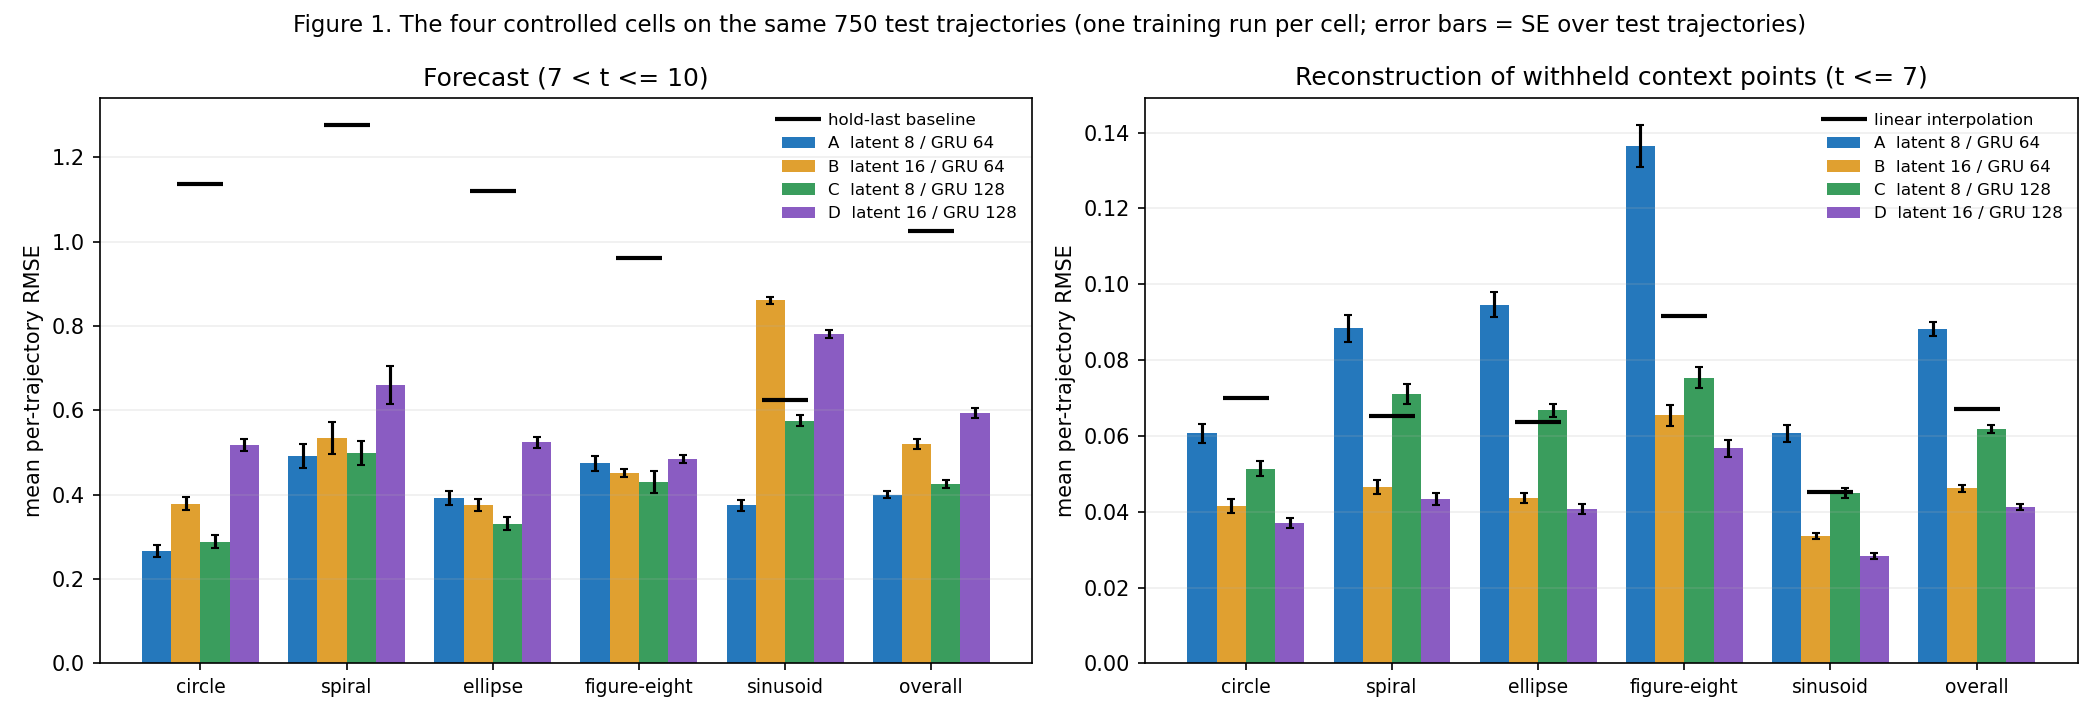 Figure 1. The four controlled cells on the same 750 test trajectories (one training run per cell; error bars = SE over test trajectories)
Forecast (7 < t <= 10)
mean per-trajectory RMSE
1.2
1.0
0.8
0.6
0.4
0.2
0.0
hold-last baseline
A latent 8 / GRU 64
B latent 16 / GRU 64
C latent 8 / GRU 128
D latent 16 / GRU 128
circle
spiral
ellipse
figure-eight
sinusoid
overall
Reconstruction of withheld context points (t <= 7)
mean per-trajectory RMSE
0.14
0.12
0.10
0.08
0.06
0.04
0.02
0.00
linear interpolation
A latent 8 / GRU 64
B latent 16 / GRU 64
C latent 8 / GRU 128
D latent 16 / GRU 128
circle
spiral
ellipse
figure-eight
sinusoid
overall